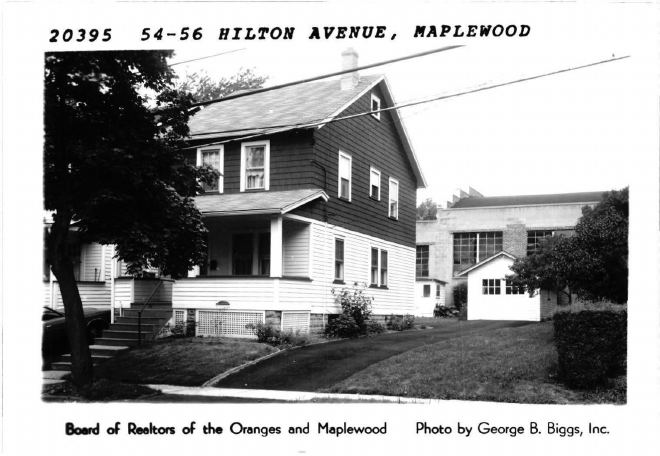 20395 54-56 HILTON AVENUE, MAPLEWOOD
Board of Realtors of the Oranges and Maplewood Photo by George B. Biggs, Inc.